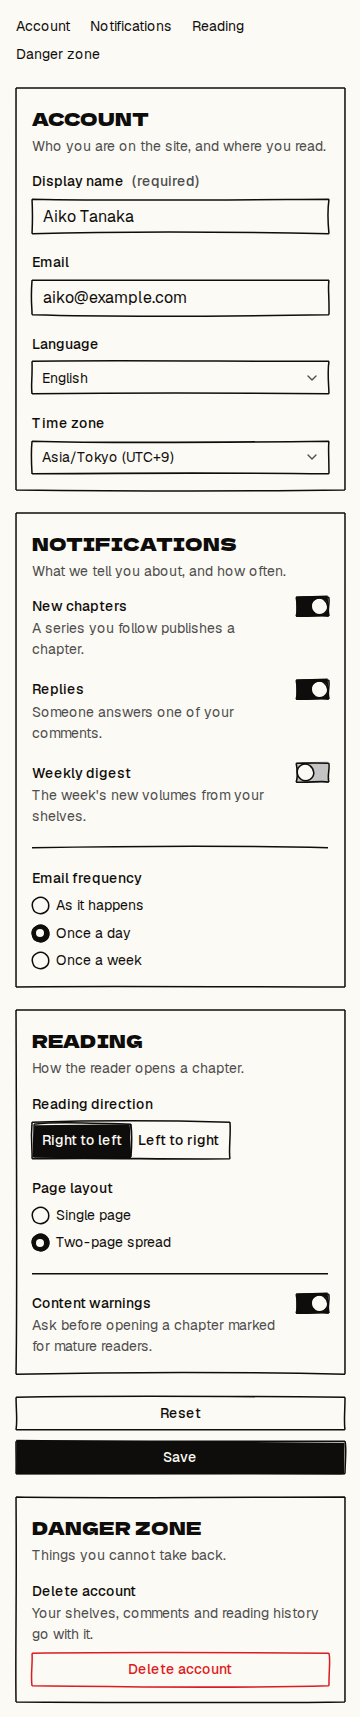 Account Notifications Reading
Danger zone
ACCOUNT
Who you are on the site, and where you read.
Display name (required)
Aiko Tanaka
Email
aiko@example.com
Language
English
Time zone
Asia/Tokyo (UTC+9)
NOTIFICATIONS
What we tell you about, and how often.
New chapters
A series you follow publishes a
chapter.
Replies
Someone answers one of your
comments.
Weekly digest
The week's new volumes from your
shelves.
Email frequency
As it happens
Once a day
Once a week
READING
How the reader opens a chapter.
Reading direction
Right to left Left to right
Page layout
Single page
Two-page spread
Content warnings
Ask before opening a chapter marked
for mature readers.
Reset
Save
DANGER ZONE
Things you cannot take back.
Delete account
Your shelves, comments and reading history
go with it.
Delete account